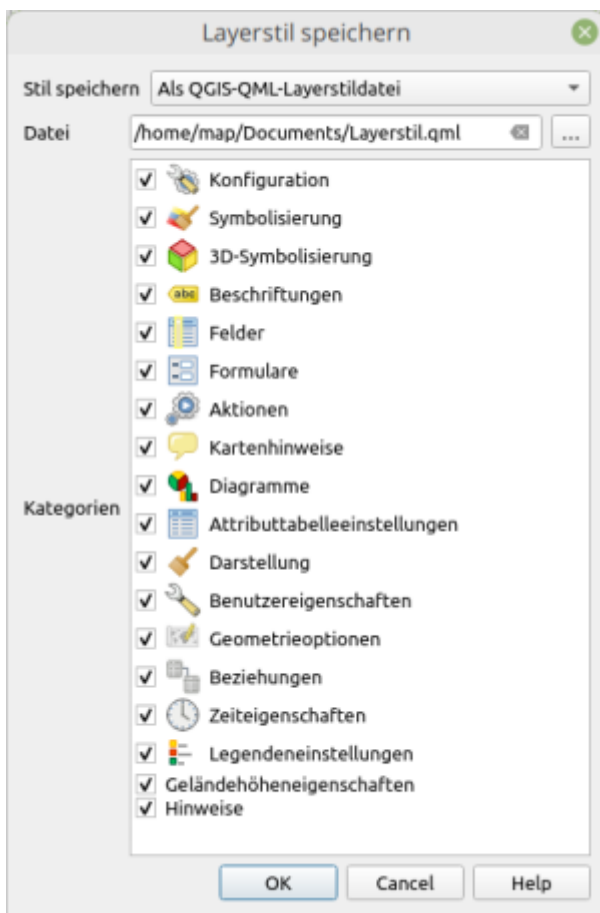 Layerstil speichern
Stil speichern Als QGIS-QML-Layerstildatei
Datei /home/map/Documents/Layerstil.qml ...
Kategorien
Konfiguration
Symbolisierung
3D-Symbolisierung
abc Beschriftungen
Felder
Formulare
Aktionen
Kartenhinweise
Diagramme
Attributtabelleeinstellungen
Darstellung
Benutzereigenschaften
Geometrieoptionen
Beziehungen
Zeiteigenschaften
Legendeneinstellungen
Geländehöheneigenschaften
Hinweise
OK Cancel Help